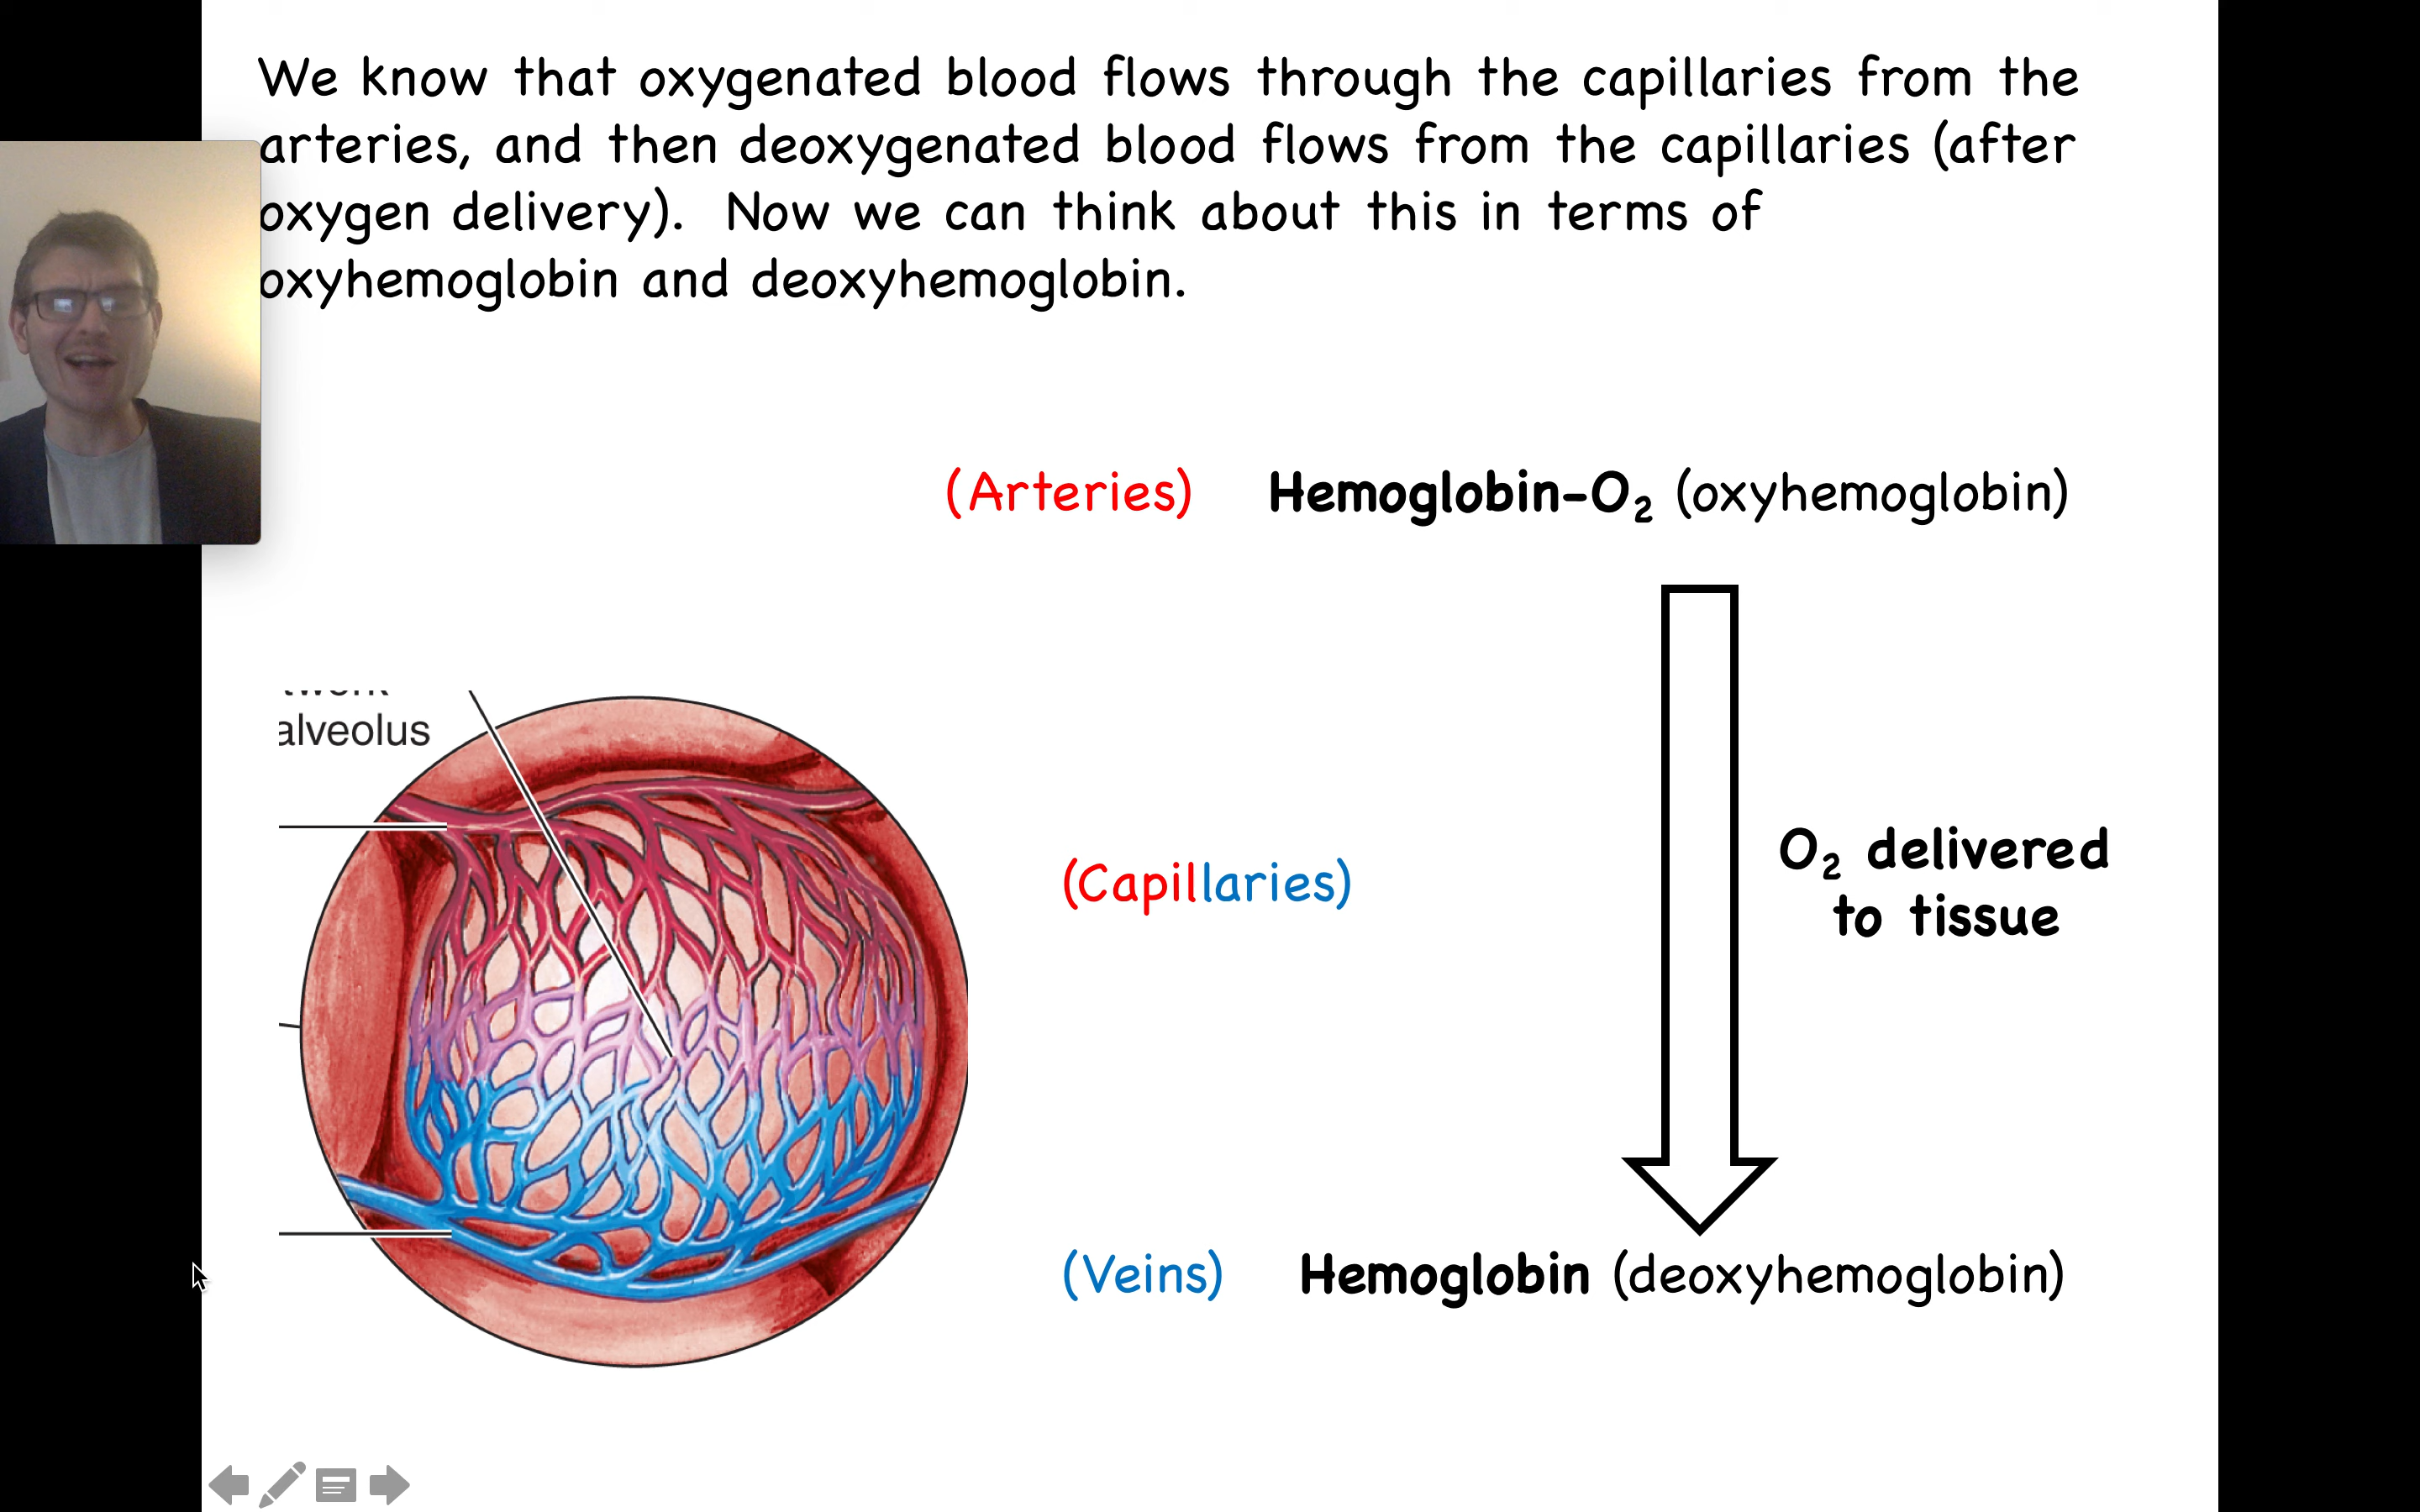 We know that oxygenated blood flows through the capillaries from the
arteries, and then deoxygenated blood flows from the capillaries (after
oxygen delivery).  Now we can think about this in terms of
oxyhemoglobin and deoxyhemoglobin.
(Arteries) Hemoglobin-O₂ (oxyhemoglobin)
alveolus
(Capillaries)
O₂ delivered
to tissue
(Veins) Hemoglobin (deoxyhemoglobin)